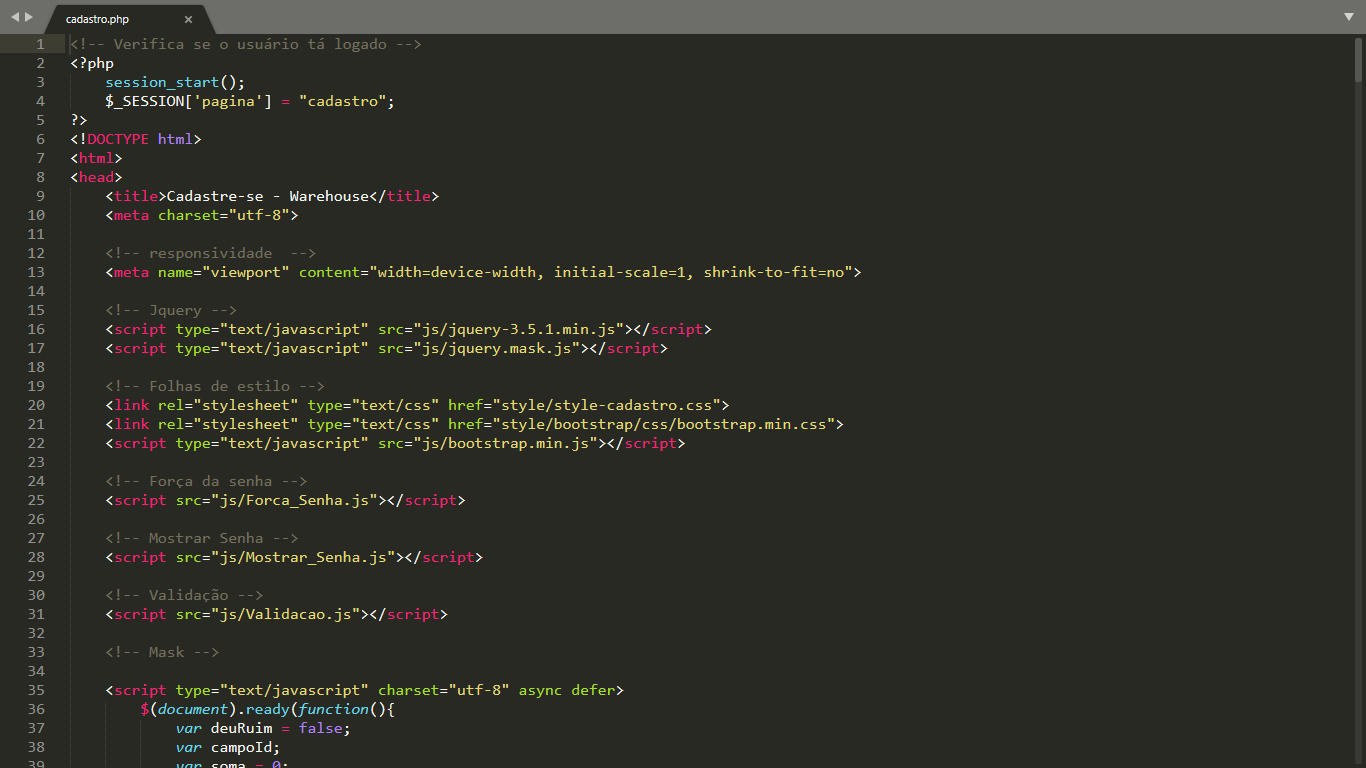 cadastro.php ×
1 <!-- Verifica se o usuário tá logado -->
2 <?php
3     session_start();
4     $_SESSION['pagina'] = "cadastro";
5 ?>
6 <!DOCTYPE html>
7 <html>
8 <head>
9     <title>Cadastre-se - Warehouse</title>
10     <meta charset="utf-8">
11
12     <!-- responsividade  -->
13     <meta name="viewport" content="width=device-width, initial-scale=1, shrink-to-fit=no">
14
15     <!-- Jquery -->
16     <script type="text/javascript" src="js/jquery-3.5.1.min.js"></script>
17     <script type="text/javascript" src="js/jquery.mask.js"></script>
18
19     <!-- Folhas de estilo -->
20     <link rel="stylesheet" type="text/css" href="style/style-cadastro.css">
21     <link rel="stylesheet" type="text/css" href="style/bootstrap/css/bootstrap.min.css">
22     <script type="text/javascript" src="js/bootstrap.min.js"></script>
23
24     <!-- Força da senha -->
25     <script src="js/Forca_Senha.js"></script>
26
27     <!-- Mostrar Senha -->
28     <script src="js/Mostrar_Senha.js"></script>
29
30     <!-- Validação -->
31     <script src="js/Validacao.js"></script>
32
33     <!-- Mask -->
34
35     <script type="text/javascript" charset="utf-8" async defer>
36         $(document).ready(function(){
37             var deuRuim = false;
38             var campoId;
39             var soma = 0;